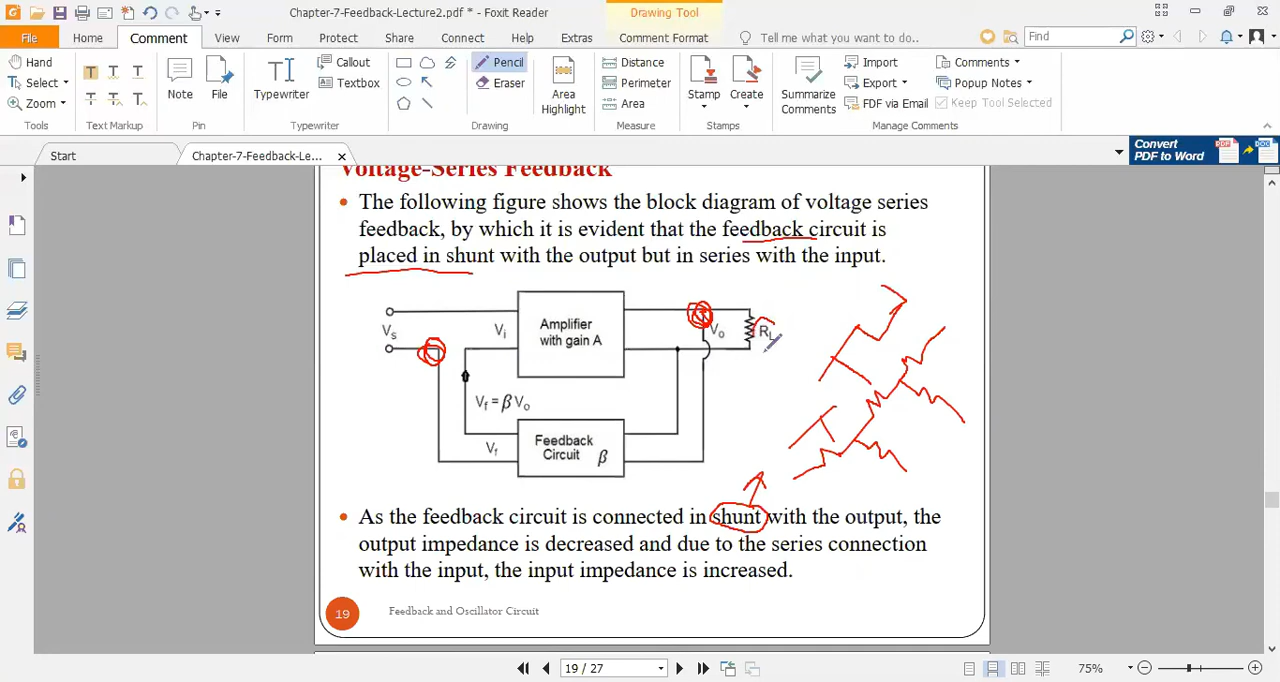 Chapter-7-Feedback-Lecture2.pdf * - Foxit Reader
Drawing Tool
File Home Comment View Form Protect Share Connect Help Extras Comment Format Tell me what you want to do.. Find
Hand
Select
Zoom
Tools
T T T
T T T
Text Markup
Note
File
Pin
Typewriter
Callout
Textbox
Typewriter
Pencil
Eraser
Drawing
Area
Highlight
Distance
Perimeter
Area
Measure
Stamp
Create
Stamps
Summarize
Comments
Import
Export
FDF via Email
Comments
Popup Notes
Keep Tool Selected
Manage Comments
Start
Chapter-7-Feedback-Le...
Convert
PDF to Word
Voltage-Series Feedback
• The following figure shows the block diagram of voltage series
feedback, by which it is evident that the feedback circuit is
placed in shunt with the output but in series with the input.
Vs
Vi
Amplifier
with gain A
Vo
RL
Vf = β Vo
Vf
Feedback
Circuit β
• As the feedback circuit is connected in shunt with the output, the
output impedance is decreased and due to the series connection
with the input, the input impedance is increased.
19
Feedback and Oscillator Circuit
19 / 27
75%